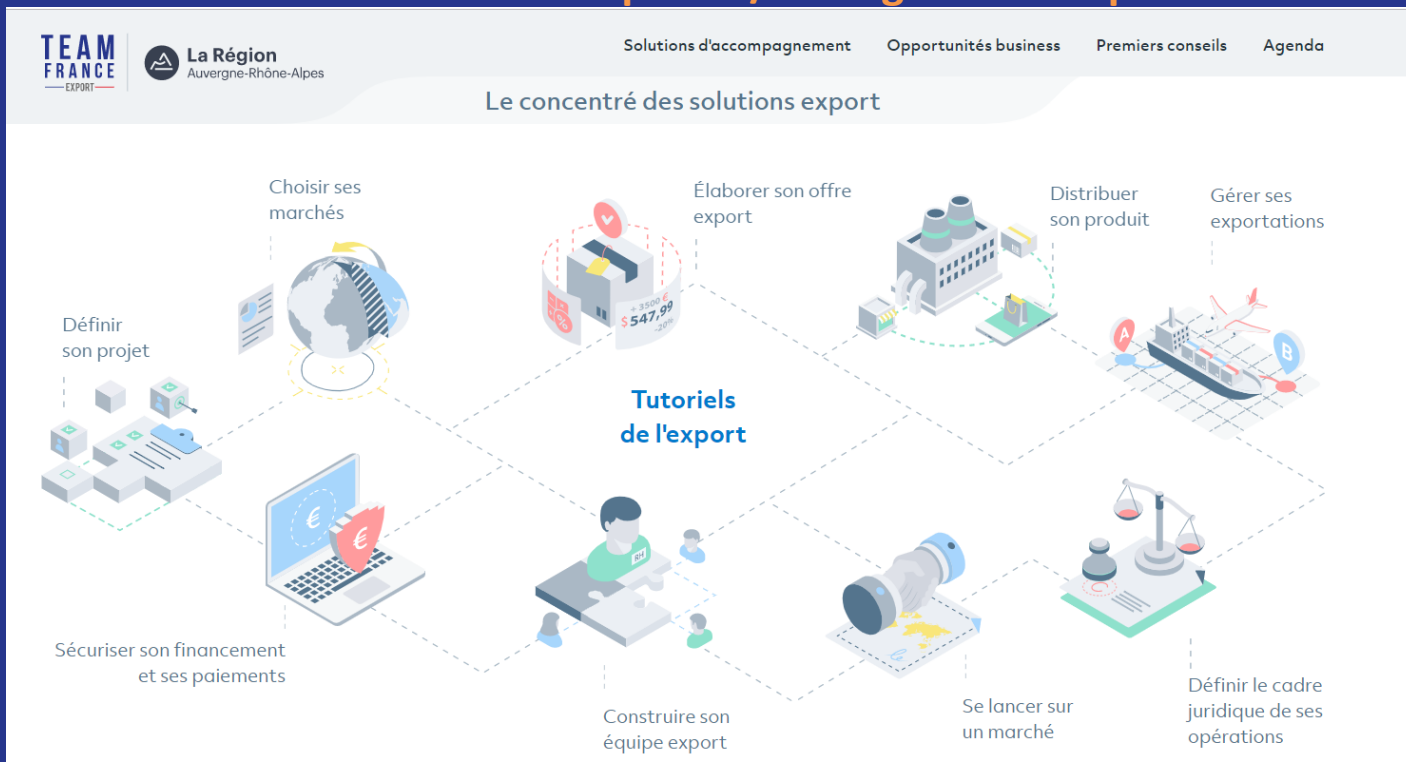 TEAM
FRANCE
EXPORT
La Région
Auvergne-Rhône-Alpes
Solutions d'accompagnement
Opportunités business
Premiers conseils
Agenda
Le concentré des solutions export
Choisir ses
marchés
Élaborer son offre
export
Distribuer
son produit
Gérer ses
exportations
+ 3500 €
$ 547,99
-20%
%
A
B
Définir
son projet
Tutoriels
de l'export
€
€
RH
Sécuriser son financement
et ses paiements
Construire son
équipe export
Se lancer sur
un marché
Définir le cadre
juridique de ses
opérations